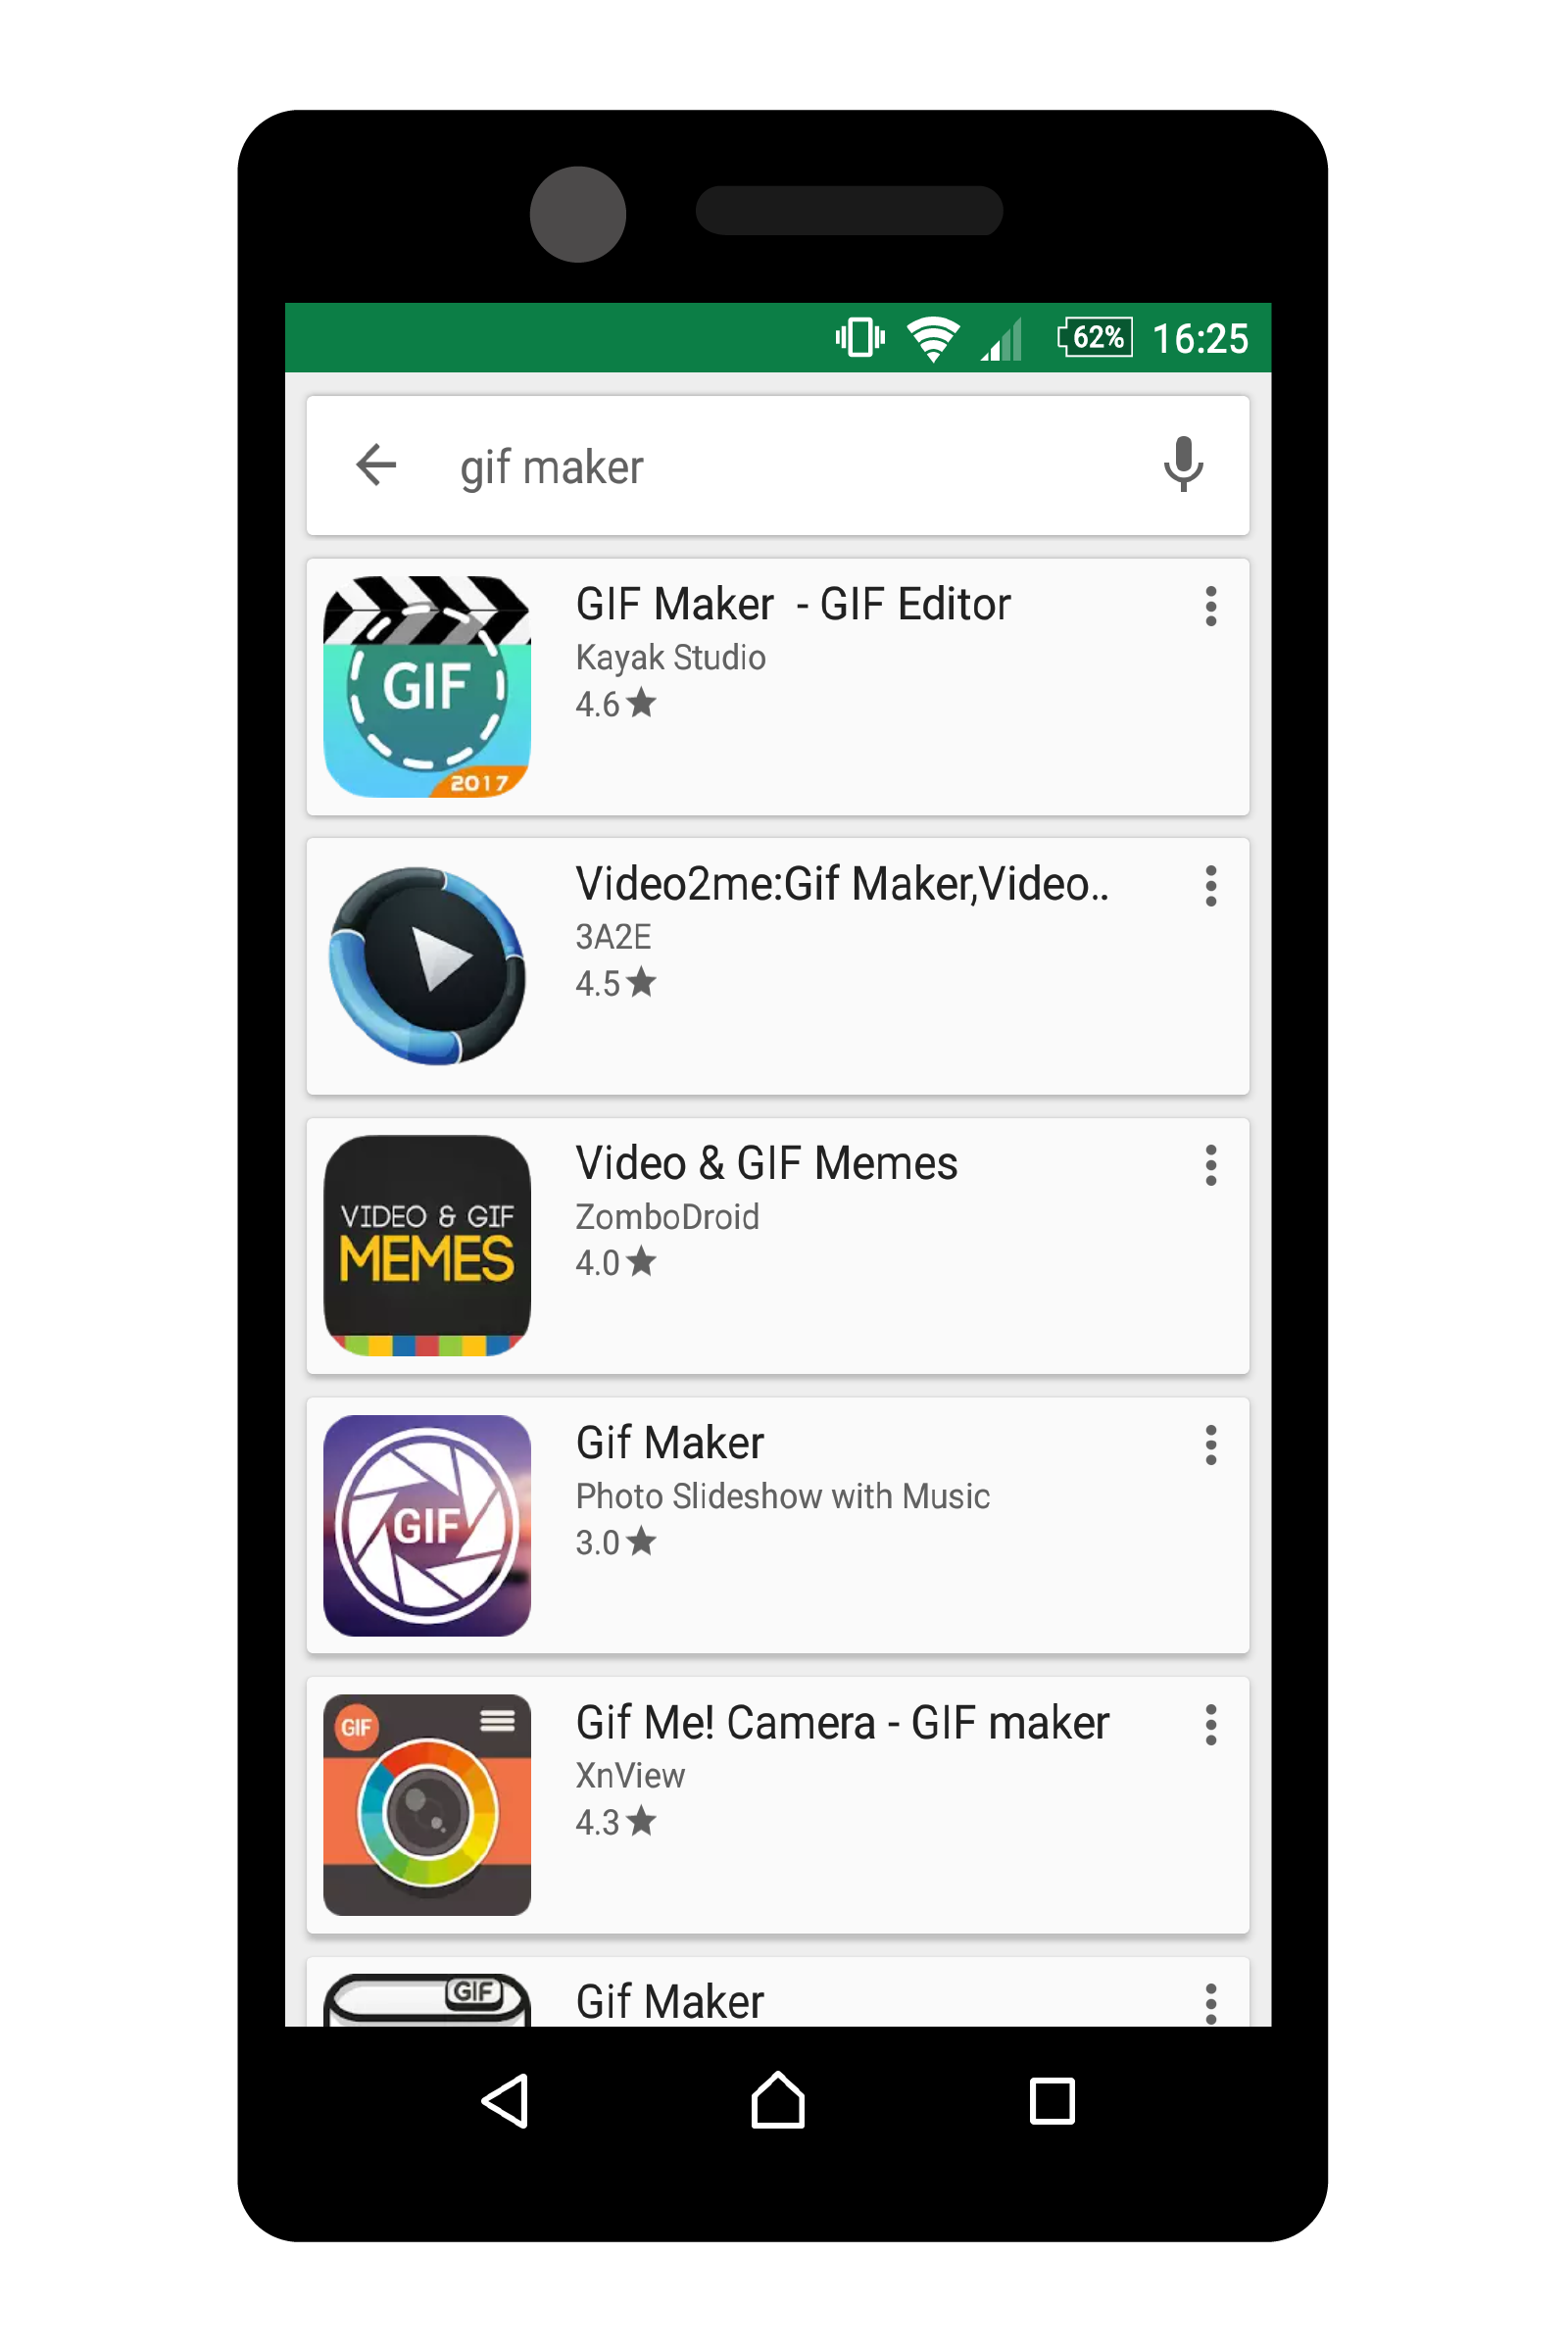 62% 16:25
gif maker
GIF Maker  - GIF Editor
Kayak Studio
4.6
GIF
2017
Video2me:Gif Maker,Video..
3A2E
4.5
Video & GIF Memes
ZomboDroid
4.0
VIDEO & GIF
MEMES
Gif Maker
Photo Slideshow with Music
3.0
GIF
Gif Me! Camera - GIF maker
XnView
4.3
GIF
Gif Maker
GIF